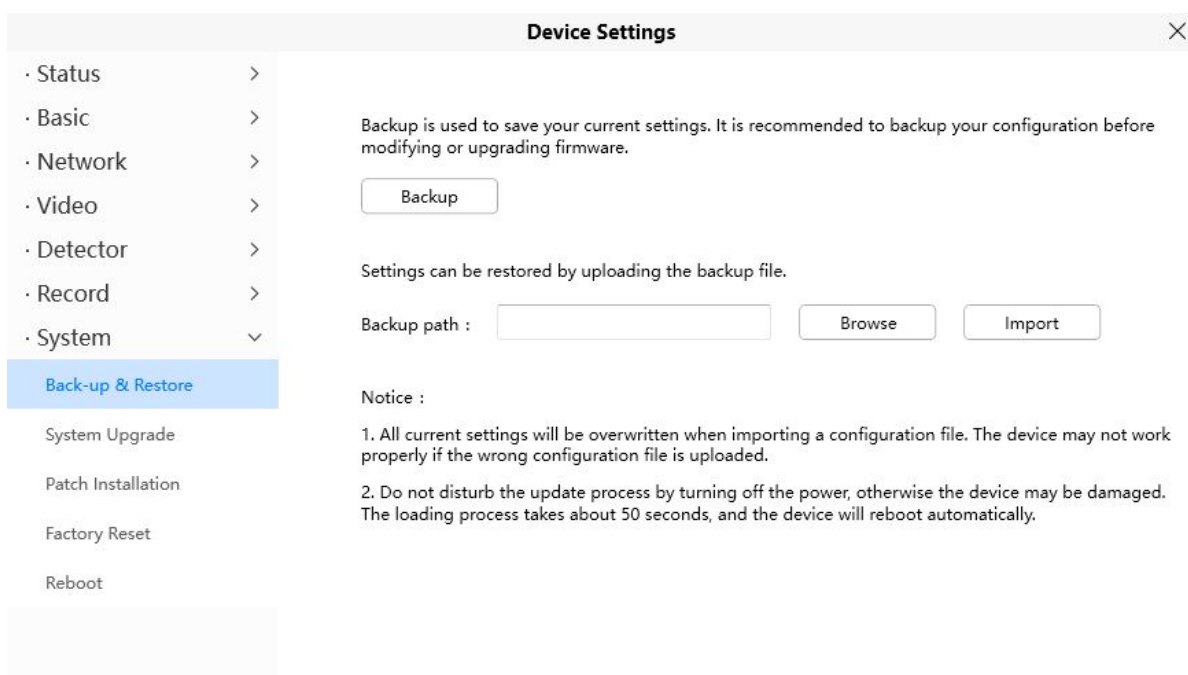 Device Settings
· Status
· Basic
· Network
· Video
· Detector
· Record
· System
Back-up & Restore
System Upgrade
Patch Installation
Factory Reset
Reboot
Backup is used to save your current settings. It is recommended to backup your configuration before
modifying or upgrading firmware.
Backup
Settings can be restored by uploading the backup file.
Backup path : Browse Import
Notice :
1. All current settings will be overwritten when importing a configuration file. The device may not work
properly if the wrong configuration file is uploaded.
2. Do not disturb the update process by turning off the power, otherwise the device may be damaged.
The loading process takes about 50 seconds, and the device will reboot automatically.